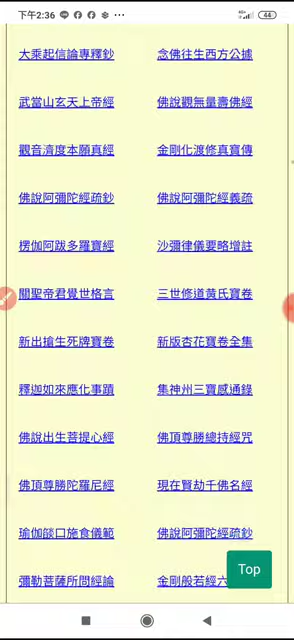 下午2:36
44
大乘起信論專釋鈔 念佛往生西方公據
武當山玄天上帝經 佛說觀無量壽佛經
觀音濟度本願真經 金剛化渡修真寶傳
佛說阿彌陀經疏鈔 佛說阿彌陀經義疏
楞伽阿跋多羅寶經 沙彌律儀要略增註
關聖帝君覺世格言 三世修道黃氏寶卷
新出搶生死牌寶卷 新版杏花寶卷全集
釋迦如來應化事蹟 集神州三寶感通錄
佛說出生菩提心經 佛頂尊勝總持經咒
佛頂尊勝陀羅尼經 現在賢劫千佛名經
瑜伽燄口施食儀範 佛說阿彌陀經疏鈔
彌勒菩薩所問經論 金剛般若經六
Top